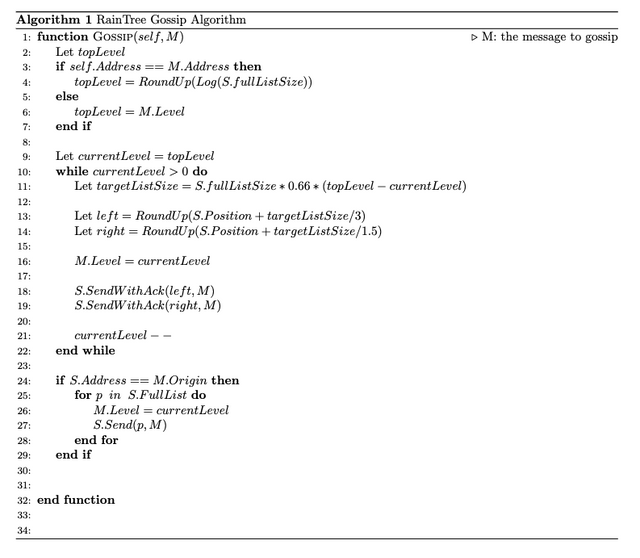 Algorithm 1 RainTree Gossip Algorithm
1: function GOSSIP(self, M) ▷ M: the message to gossip
2: Let topLevel
3: if self.Address == M.Address then
4: topLevel = RoundUp(Log(S.fullListSize))
5: else
6: topLevel = M.Level
7: end if
8:
9: Let currentLevel = topLevel
10: while currentLevel > 0 do
11: Let targetListSize = S.fullListSize * 0.66 * (topLevel − currentLevel)
12:
13: Let left = RoundUp(S.Position + targetListSize/3)
14: Let right = RoundUp(S.Position + targetListSize/1.5)
15:
16: M.Level = currentLevel
17:
18: S.SendWithAck(left, M)
19: S.SendWithAck(right, M)
20:
21: currentLevel − −
22: end while
23:
24: if S.Address == M.Origin then
25: for p in S.FullList do
26: M.Level = currentLevel
27: S.Send(p, M)
28: end for
29: end if
30:
31:
32: end function
33:
34: